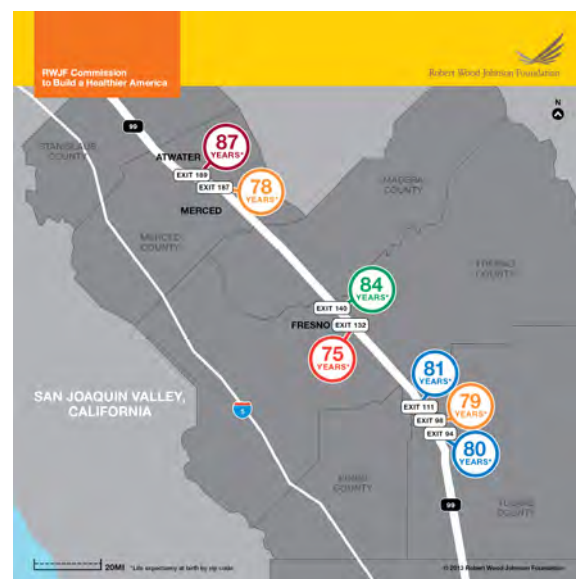 RWJF Commission
to Build a Healthier America
Robert Wood Johnson Foundation
N
99
STANISLAUS
COUNTY
ATWATER
87
YEARS*
EXIT 187
78
YEARS*
MERCED
MADERA
COUNTY
MERCED
COUNTY
FRESNO
COUNTY
84
YEARS*
EXIT 140
FRESNO
EXIT 132
75
YEARS*
81
YEARS*
SAN JOAQUIN VALLEY,
CALIFORNIA
5
EXIT 111
79
YEARS*
EXIT 98
EXIT 94
80
YEARS*
KINGS
COUNTY
99
TULARE
COUNTY
20MI
*Life expectancy at birth by zip code.
© 2013 Robert Wood Johnson Foundation